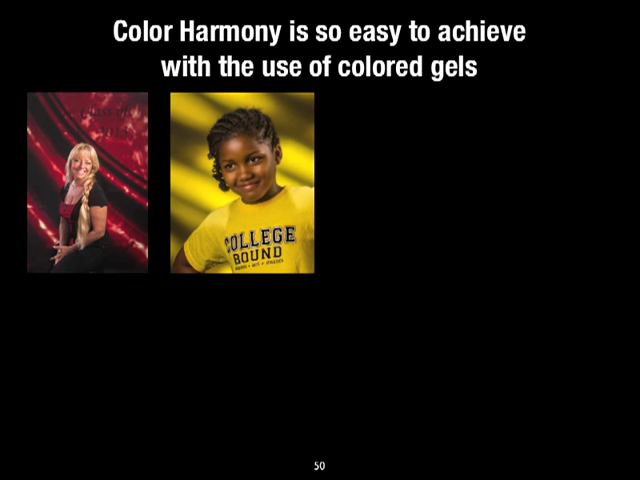 Color Harmony is so easy to achieve
with the use of colored gels
COLLEGE
BOUND
50